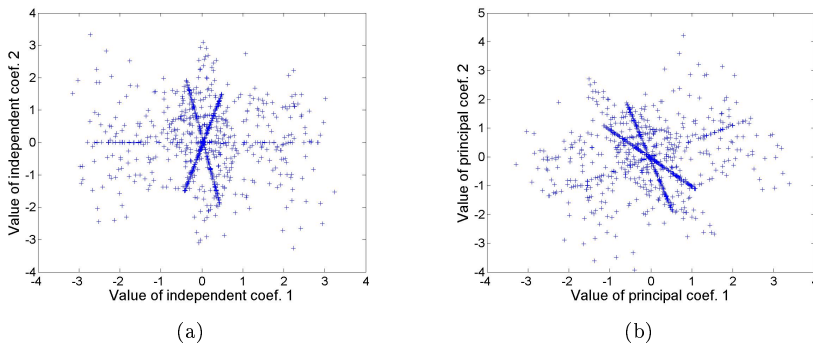 4
3
2
1
0
-1
-2
-3
-4
Value of independent coef. 2
-4 -3 -2 -1 0 1 2 3 4
Value of independent coef. 1
(a)
5
4
3
2
1
0
-1
-2
-3
-4
Value of principal coef. 2
-4 -3 -2 -1 0 1 2 3 4
Value of principal coef. 1
(b)